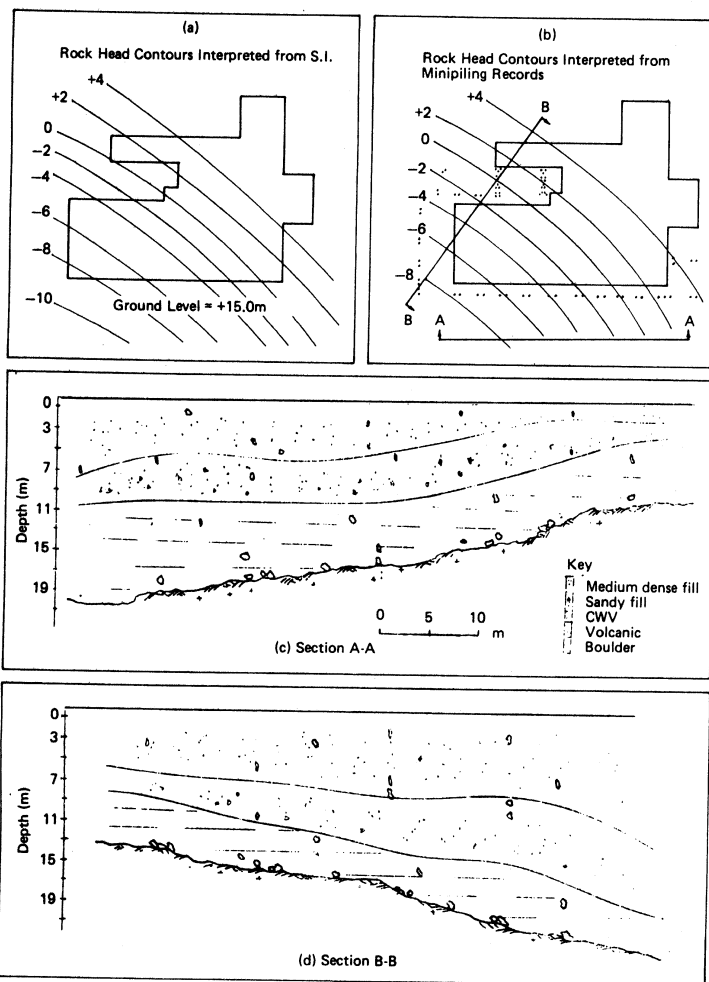 (a)
Rock Head Contours Interpreted from S.I.
+4
+2
0
−2
−4
−6
−8
−10
Ground Level ≈ +15.0m
(b)
Rock Head Contours Interpreted from
Minipiling Records
+4
B
+2
0
−2
−4
−6
−8
B
A
A
0
3
7
11
15
19
Depth (m)
Key
Medium dense fill
Sandy fill
CWV
Volcanic
Boulder
0 5 10
m
(c) Section A-A
0
3
7
11
15
19
Depth (m)
(d) Section B-B